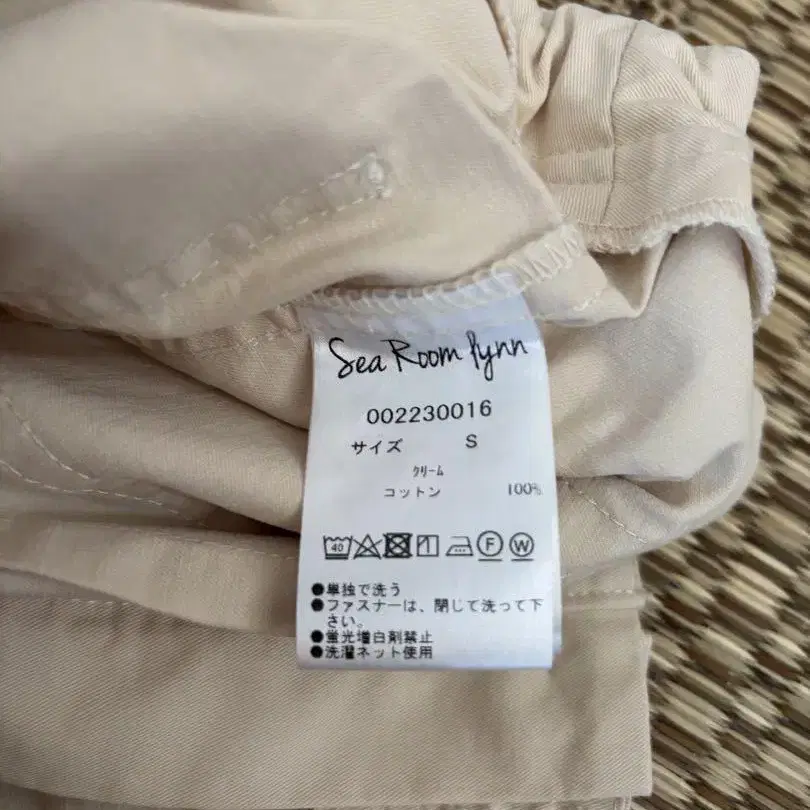 Sea Room lynn
002230016
サイズ S
クリーム
コットン 100%
40 F W
●単独で洗う
●ファスナーは、閉じて洗って下
さい。
●蛍光増白剤禁止
●洗濯ネット使用